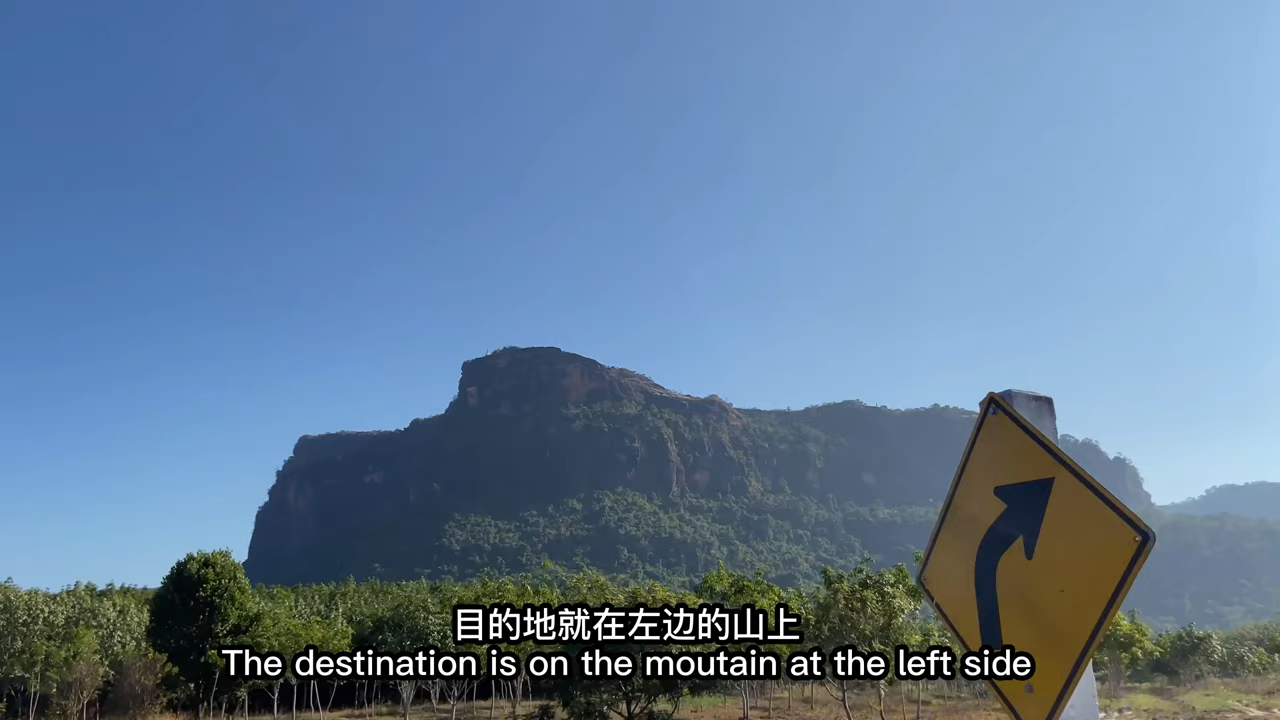 目的地就在左边的山上
The destination is on the moutain at the left side